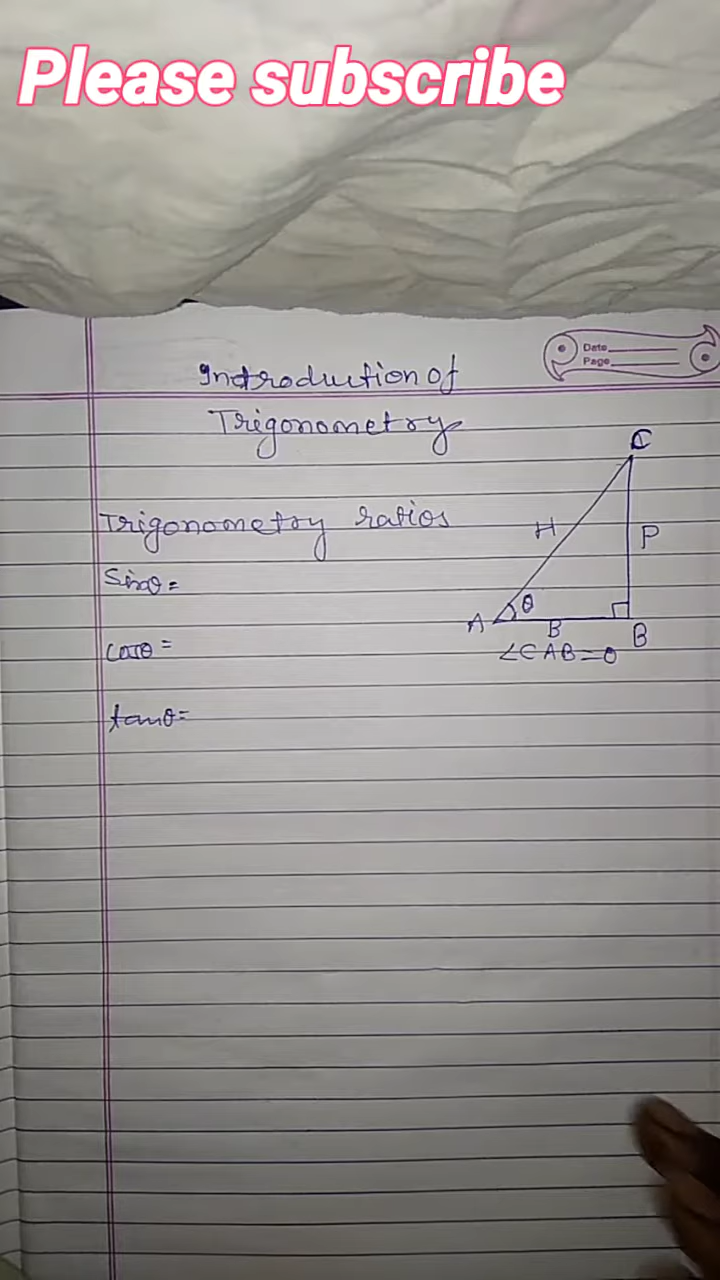 Please subscribe
Date
Page
Introduction of
Trigonometry
Trigonometry ratios
Sinθ =
cosθ =
tanθ=
C
H
P
θ
A
B
B
∠CAB=θ